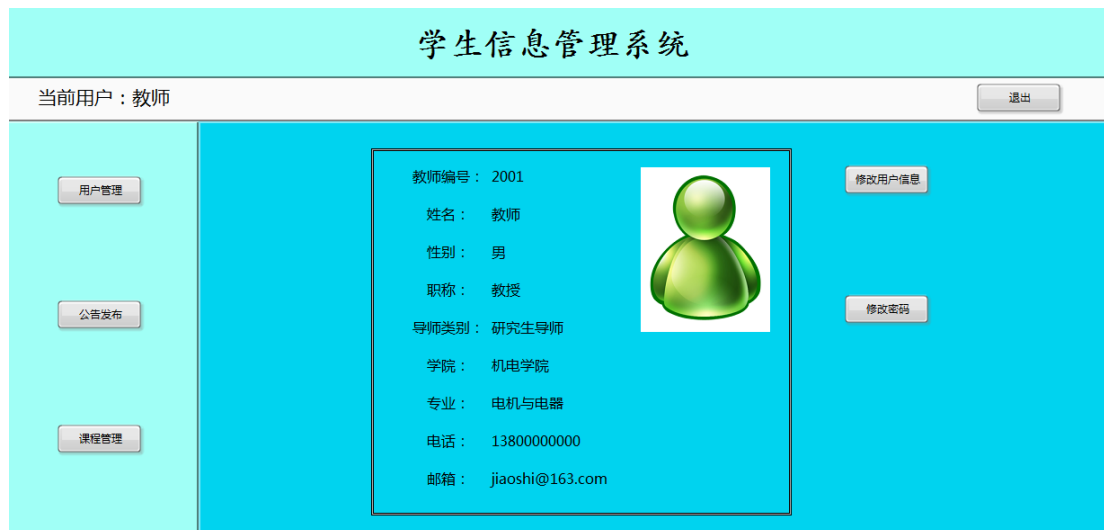 学生信息管理系统
当前用户：教师
退出
用户管理
公告发布
课程管理
教师编号： 2001
姓名： 教师
性别： 男
职称： 教授
导师类别： 研究生导师
学院： 机电学院
专业： 电机与电器
电话： 13800000000
邮箱： jiaoshi@163.com
修改用户信息
修改密码